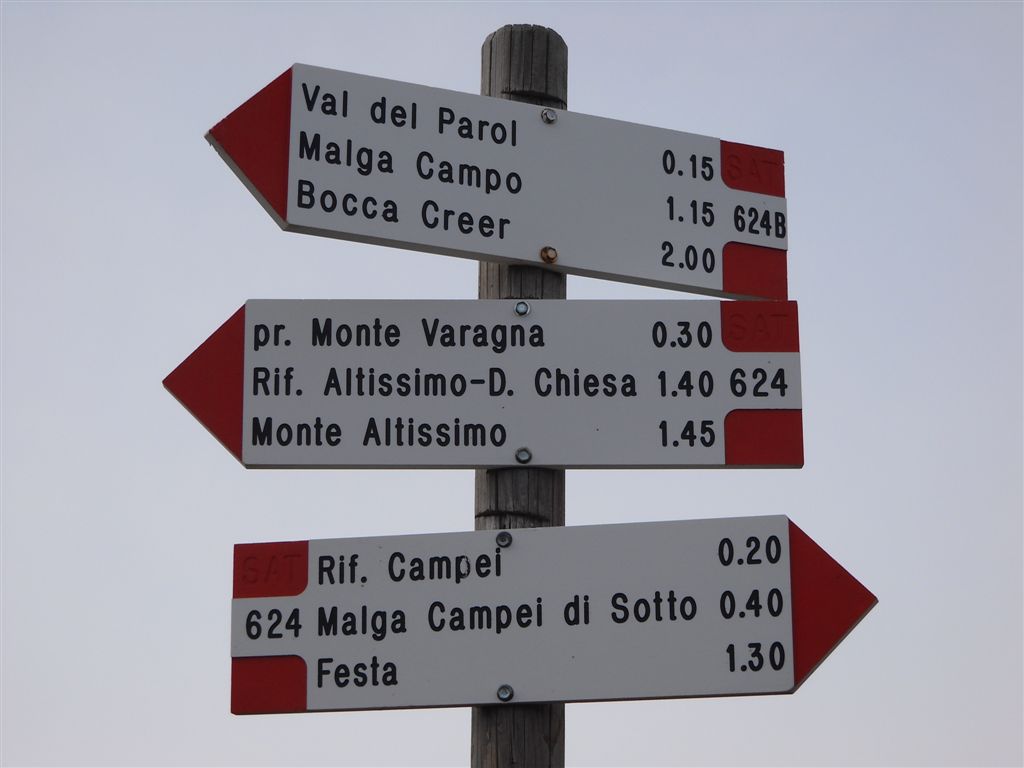 Val del Parol 0.15 SAT
Malga Campo 1.15 624B
Bocca Creer 2.00
pr. Monte Varagna 0.30 SAT
Rif. Altissimo-D. Chiesa 1.40 624
Monte Altissimo 1.45
SAT Rif. Campei 0.20
624 Malga Campei di Sotto 0.40
Festa 1.30